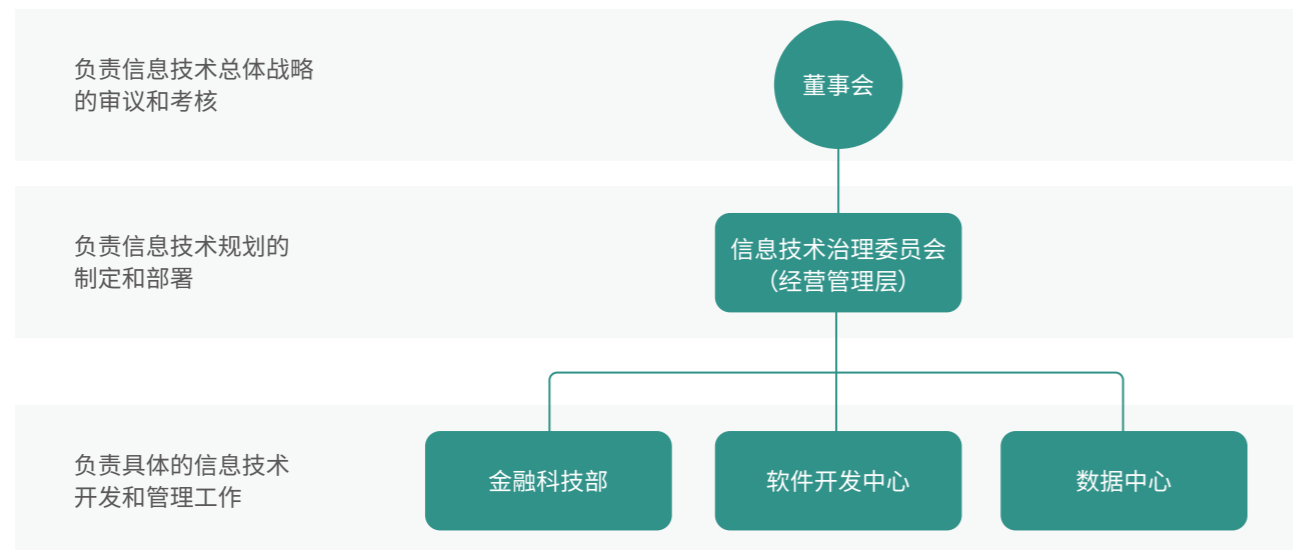 负责信息技术总体战略
的审议和考核
董事会
负责信息技术规划的
制定和部署
信息技术治理委员会
（经营管理层）
负责具体的信息技术
开发和管理工作
金融科技部
软件开发中心
数据中心